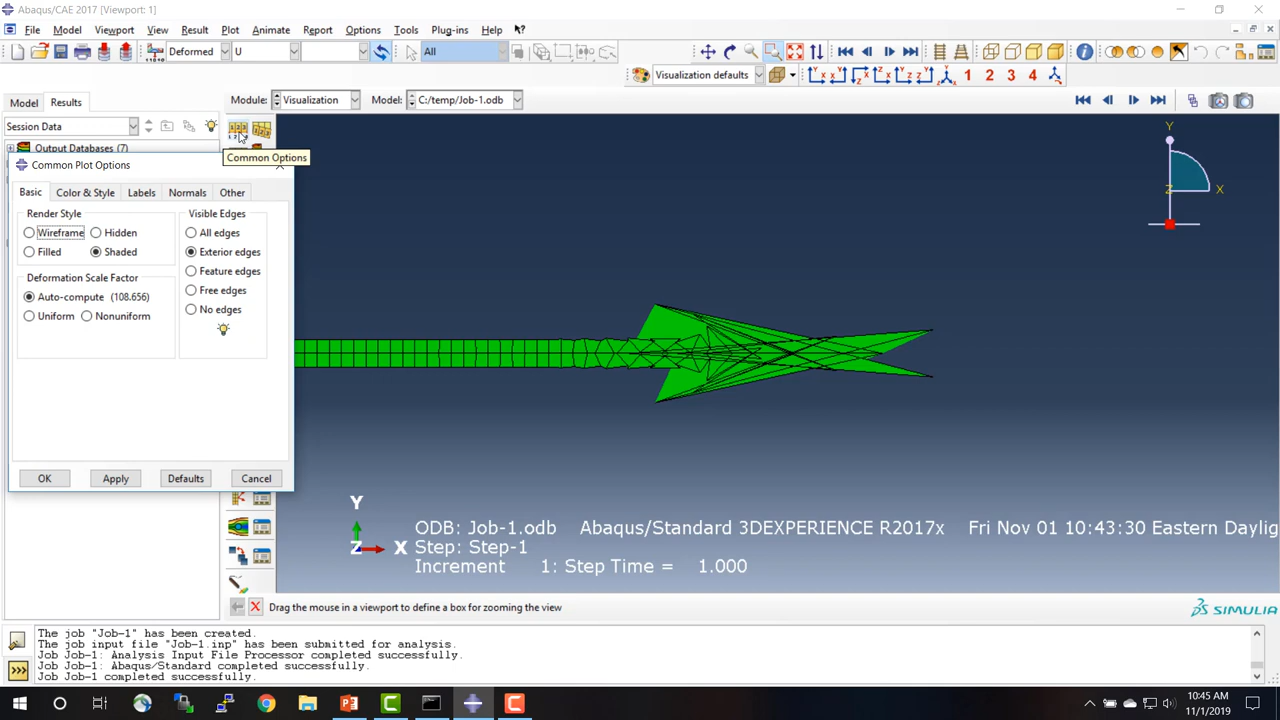 Abaqus/CAE 2017 [Viewport: 1]
File Model Viewport View Result Plot Animate Report Options Tools Plug-ins Help
Deformed U All
Visualization defaults 1 2 3 4
Model Results Module: Visualization Model: C:/temp/Job-1.odb
Session Data
Output Databases (7)
Common Options
Common Plot Options
Basic Color & Style Labels Normals Other
Render Style Visible Edges
Wireframe Hidden All edges
Filled Shaded Exterior edges
Deformation Scale Factor Feature edges
Auto-compute (108.656) Free edges
Uniform Nonuniform No edges
OK Apply Defaults Cancel
Y
Z X
Y
Z X
ODB: Job-1.odb Abaqus/Standard 3DEXPERIENCE R2017x Fri Nov 01 10:43:30 Eastern Daylig
Step: Step-1
Increment 1: Step Time = 1.000
Drag the mouse in a viewport to define a box for zooming the view
SIMULIA
The job "Job-1" has been created.
The job input file "Job-1.inp" has been submitted for analysis.
Job Job-1: Analysis Input File Processor completed successfully.
Job Job-1: Abaqus/Standard completed successfully.
Job Job-1 completed successfully.
10:45 AM
11/1/2019